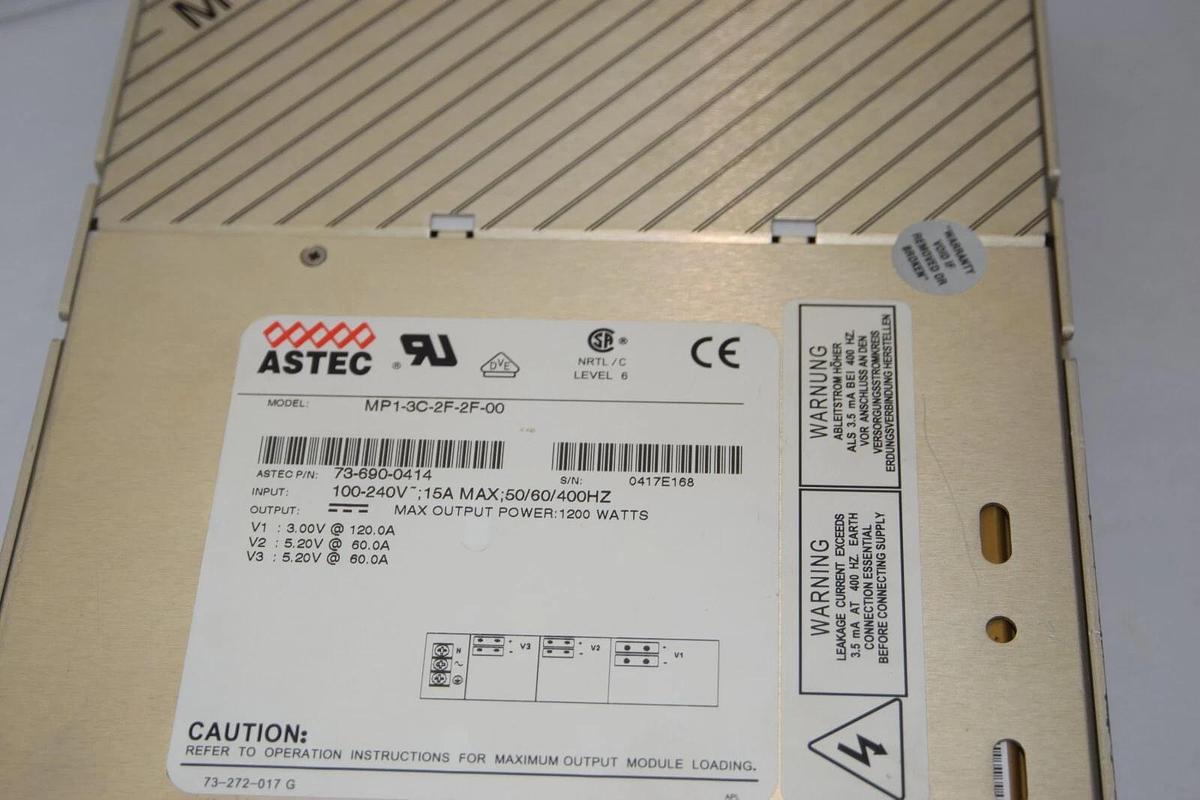 M
"WARRANTY
VOID IF
REMOVED OR
BROKEN"
ASTEC
® RU
DVE
SA ®
NRTL/C
LEVEL 6
CE
MODEL: MP1-3C-2F-2F-00
ASTEC P/N: 73-690-0414
S/N: 0417E168
INPUT: 100-240V~;15A MAX;50/60/400HZ
OUTPUT: MAX OUTPUT POWER:1200 WATTS
V1 : 3.00V @ 120.0A
V2 : 5.20V @ 60.0A
V3 : 5.20V @ 60.0A
N
+ - V3
+ - V2
+ - V1
CAUTION:
REFER TO OPERATION INSTRUCTIONS FOR MAXIMUM OUTPUT MODULE LOADING.
73-272-017 G
APL
WARNUNG
ABLEITSTROM HÖHER
ALS 3.5 mA BEI 400 HZ.
VOR ANSCHLUSS AN DEN
VERSORGUNGSSTROMKREIS
ERDUNGSVERBINDUNG HERSTELLEN
WARNING
LEAKAGE CURRENT EXCEEDS
3.5 mA AT 400 HZ. EARTH
CONNECTION ESSENTIAL
BEFORE CONNECTING SUPPLY